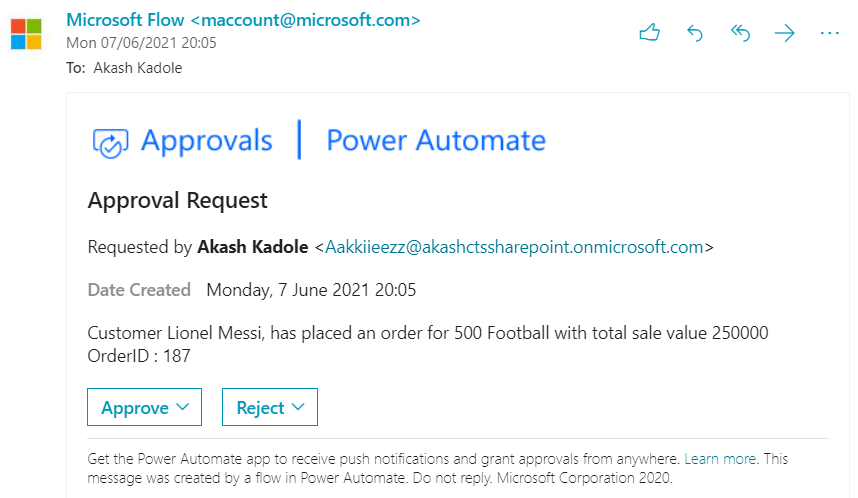 Microsoft Flow <maccount@microsoft.com>
Mon 07/06/2021 20:05
To: Akash Kadole
Approvals | Power Automate
Approval Request
Requested by Akash Kadole <Aakkiieezz@akashctssharepoint.onmicrosoft.com>
Date Created Monday, 7 June 2021 20:05
Customer Lionel Messi, has placed an order for 500 Football with total sale value 250000
OrderID : 187
Approve Reject
Get the Power Automate app to receive push notifications and grant approvals from anywhere. Learn more. This
message was created by a flow in Power Automate. Do not reply. Microsoft Corporation 2020.